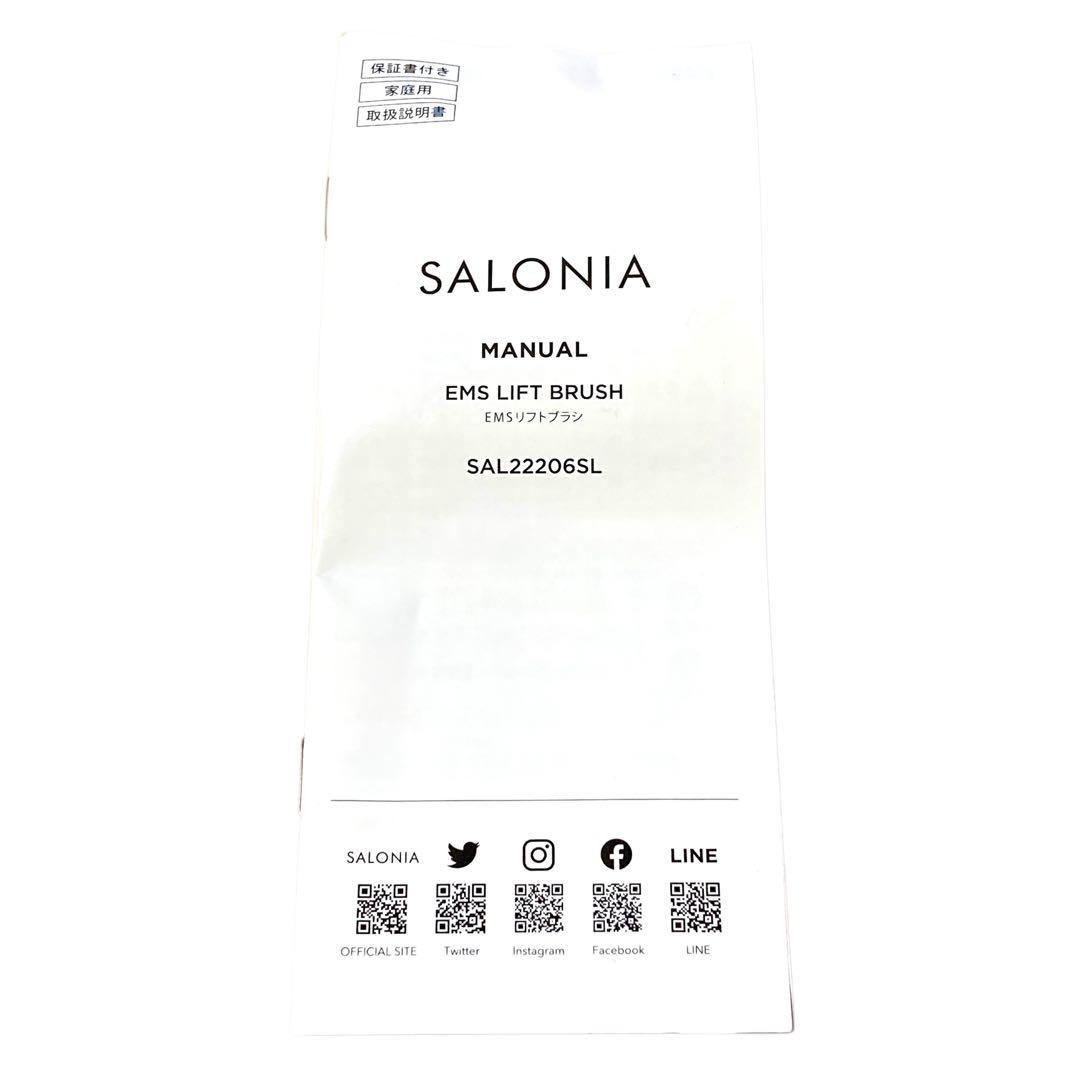 保証書付き
家庭用
取扱説明書
SALONIA
MANUAL
EMS LIFT BRUSH
EMSリフトブラシ
SAL22206SL
SALONIA
LINE
OFFICIAL SITE
Twitter
Instagram
Facebook
LINE